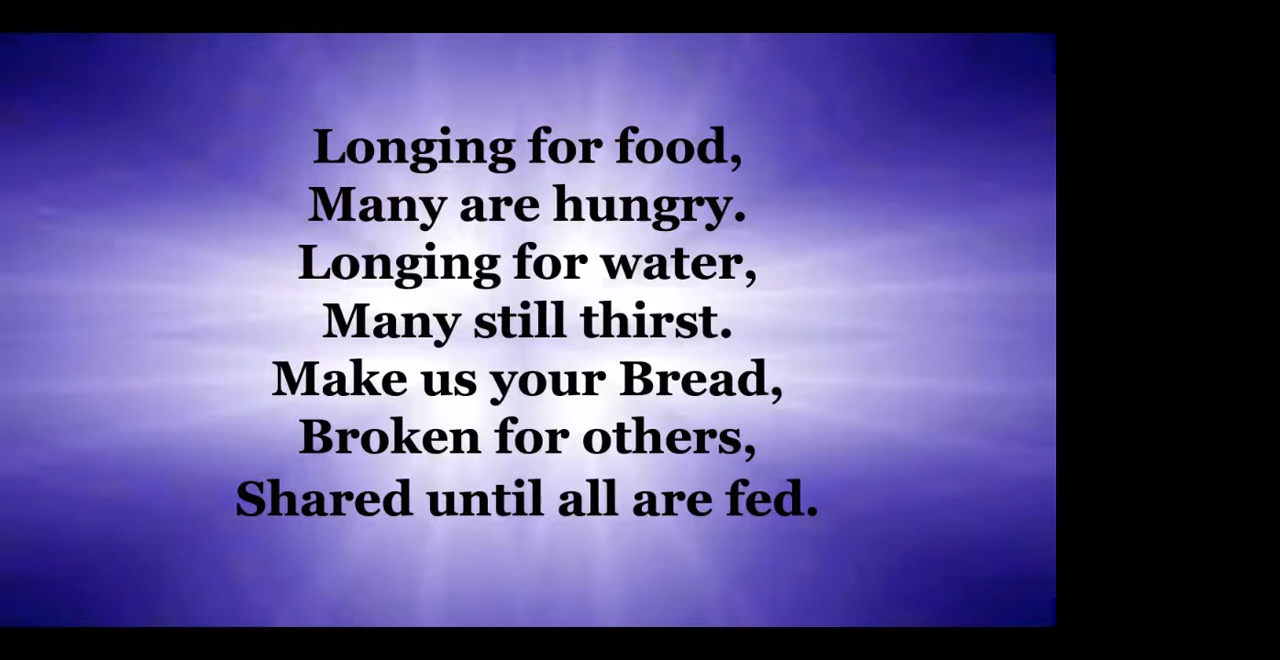 Longing for food,
Many are hungry.
Longing for water,
Many still thirst.
Make us your Bread,
Broken for others,
Shared until all are fed.